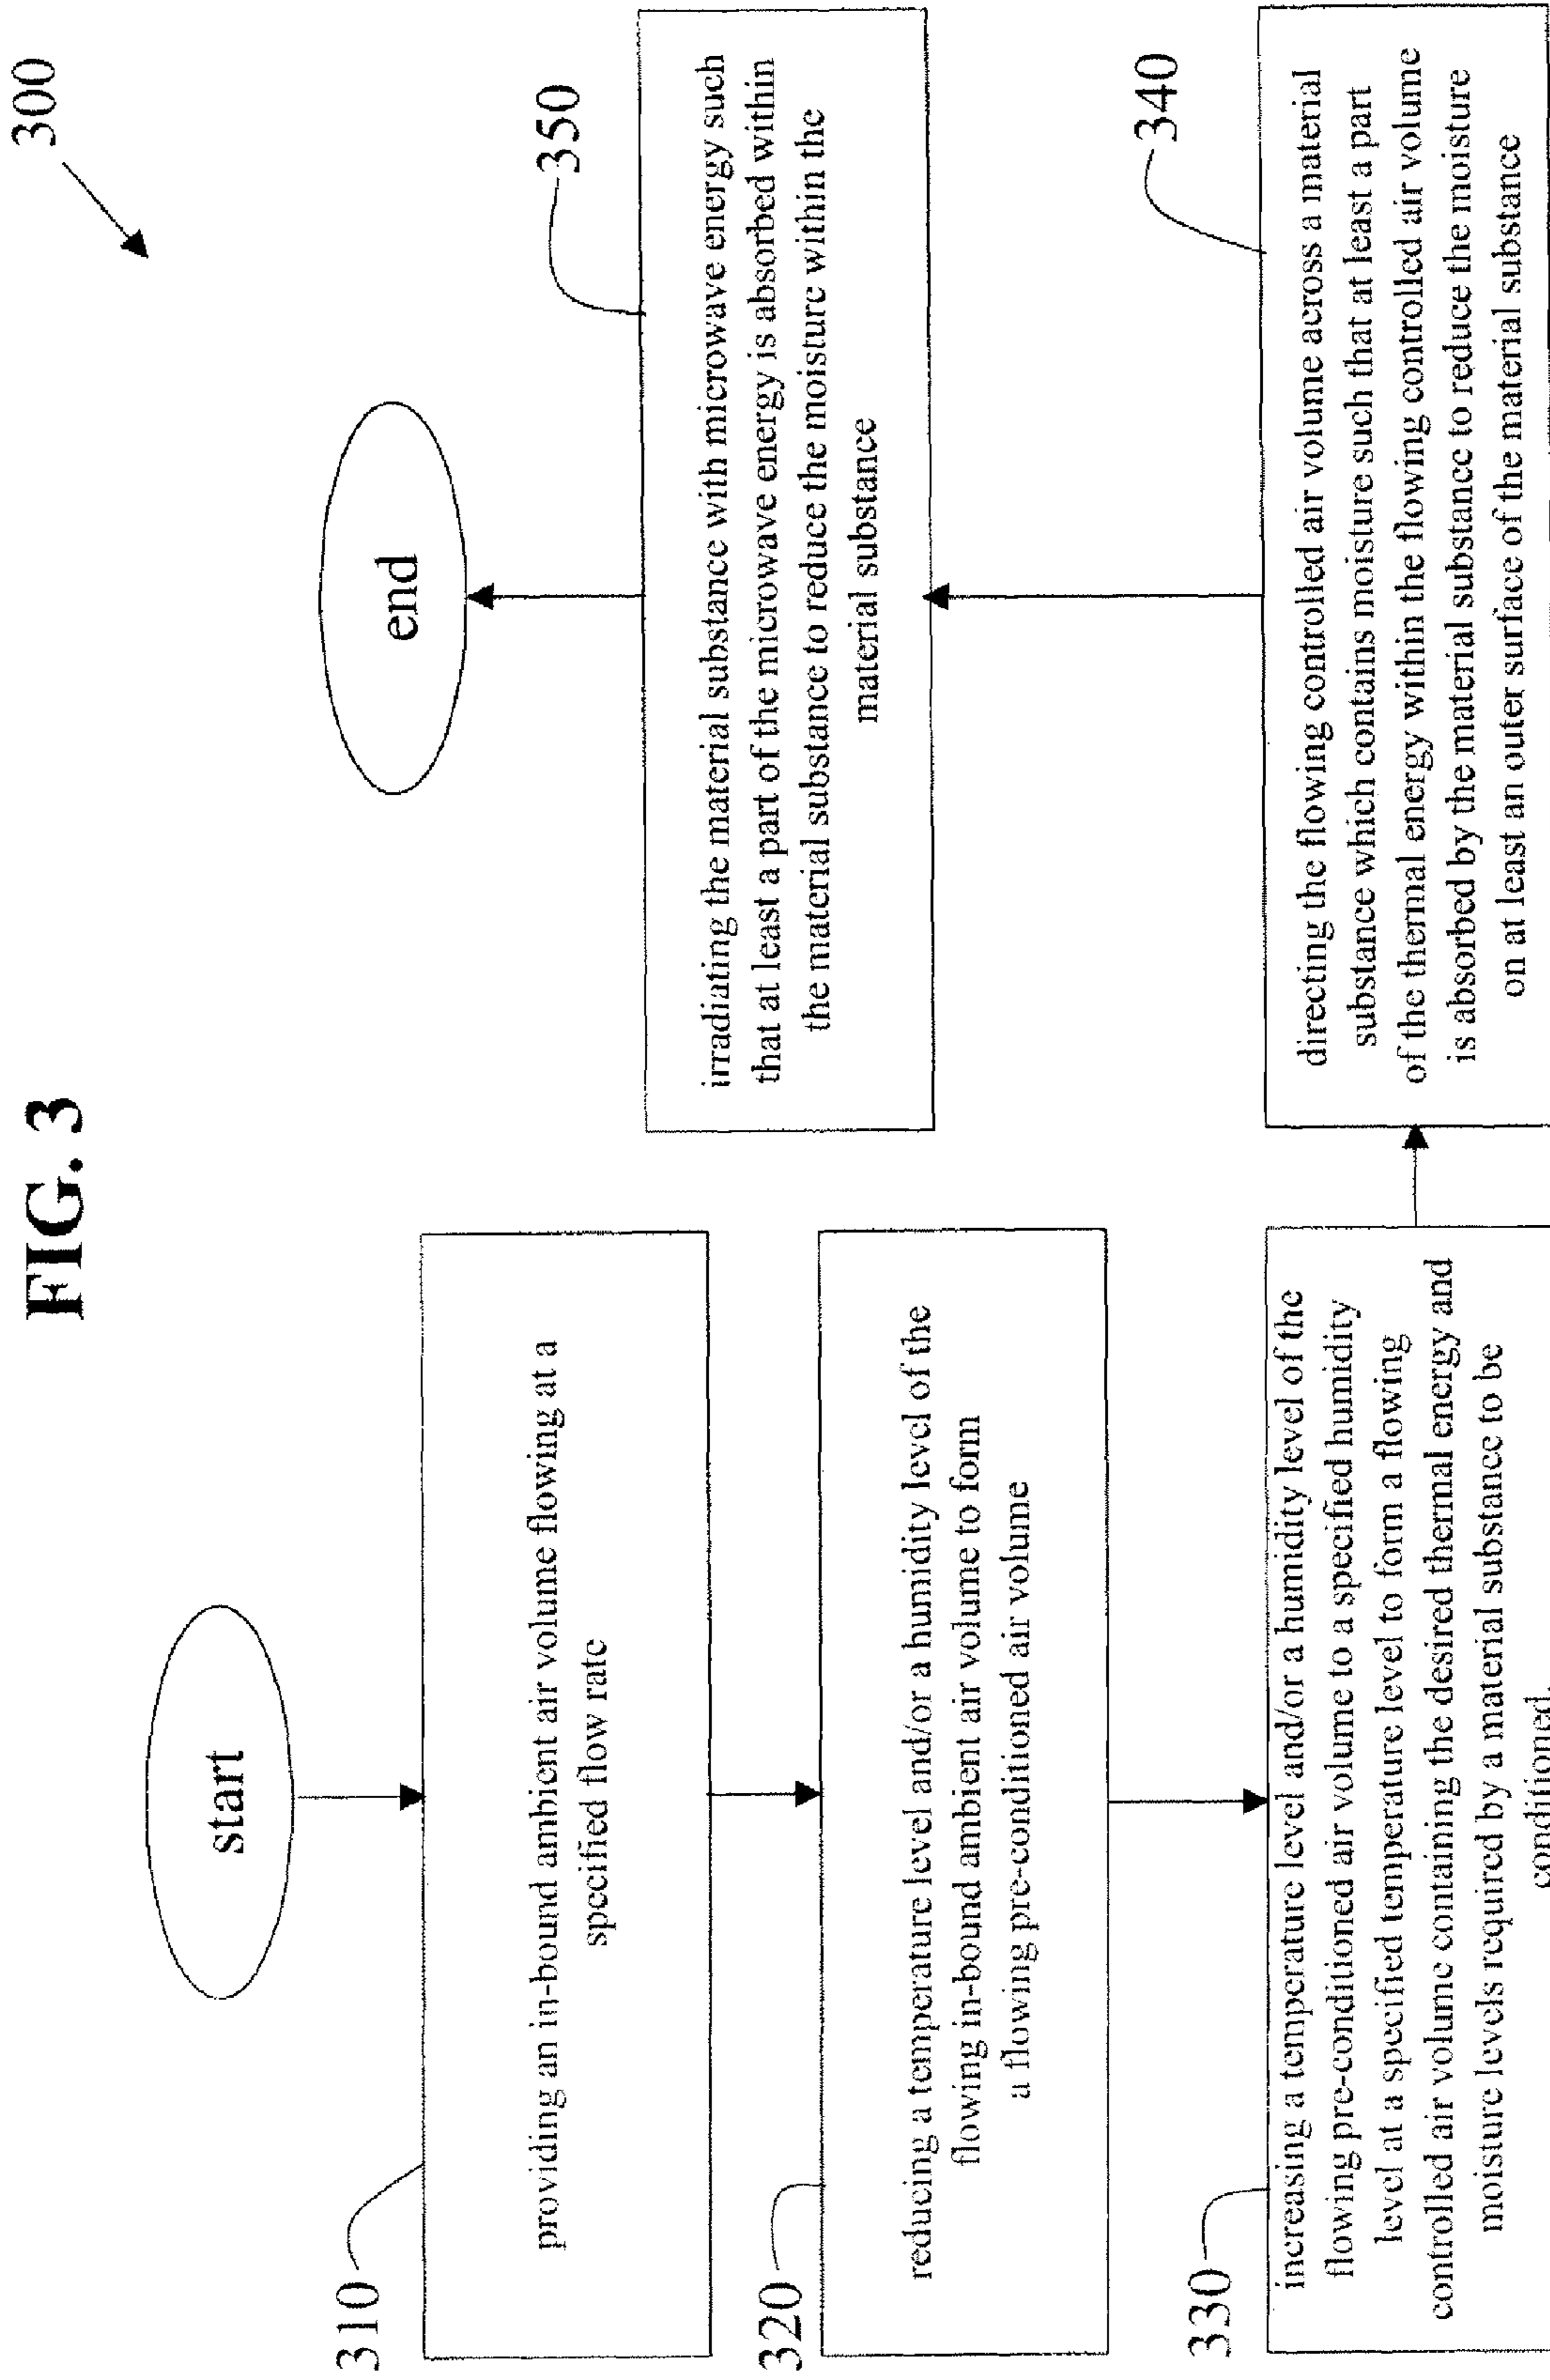 FIG. 3
300
start
310
providing an in-bound ambient air volume flowing at a
specified flow rate
320
reducing a temperature level and/or a humidity level of the
flowing in-bound ambient air volume to form
a flowing pre-conditioned air volume
330
increasing a temperature level and/or a humidity level of the
flowing pre-conditioned air volume to a specified humidity
level at a specified temperature level to form a flowing
controlled air volume containing the desired thermal energy and
moisture levels required by a material substance to be
conditioned.
340
directing the flowing controlled air volume across a material
substance which contains moisture such that at least a part
of the thermal energy within the flowing controlled air volume
is absorbed by the material substance to reduce the moisture
on at least an outer surface of the material substance
350
irradiating the material substance with microwave energy such
that at least a part of the microwave energy is absorbed within
the material substance to reduce the moisture within the
material substance
end